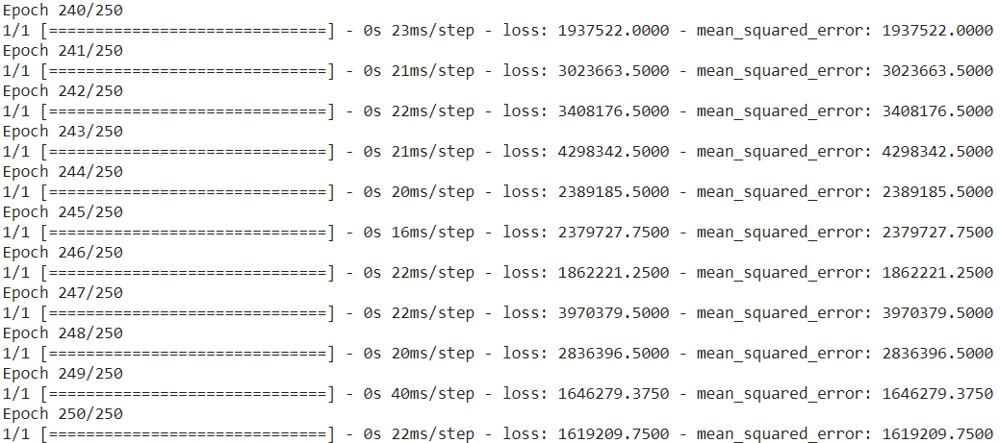 Epoch 240/250
1/1 [==============================] - 0s 23ms/step - loss: 1937522.0000 - mean_squared_error: 1937522.0000
Epoch 241/250
1/1 [==============================] - 0s 21ms/step - loss: 3023663.5000 - mean_squared_error: 3023663.5000
Epoch 242/250
1/1 [==============================] - 0s 22ms/step - loss: 3408176.5000 - mean_squared_error: 3408176.5000
Epoch 243/250
1/1 [==============================] - 0s 21ms/step - loss: 4298342.5000 - mean_squared_error: 4298342.5000
Epoch 244/250
1/1 [==============================] - 0s 20ms/step - loss: 2389185.5000 - mean_squared_error: 2389185.5000
Epoch 245/250
1/1 [==============================] - 0s 16ms/step - loss: 2379727.7500 - mean_squared_error: 2379727.7500
Epoch 246/250
1/1 [==============================] - 0s 22ms/step - loss: 1862221.2500 - mean_squared_error: 1862221.2500
Epoch 247/250
1/1 [==============================] - 0s 22ms/step - loss: 3970379.5000 - mean_squared_error: 3970379.5000
Epoch 248/250
1/1 [==============================] - 0s 20ms/step - loss: 2836396.5000 - mean_squared_error: 2836396.5000
Epoch 249/250
1/1 [==============================] - 0s 40ms/step - loss: 1646279.3750 - mean_squared_error: 1646279.3750
Epoch 250/250
1/1 [==============================] - 0s 22ms/step - loss: 1619209.7500 - mean_squared_error: 1619209.7500